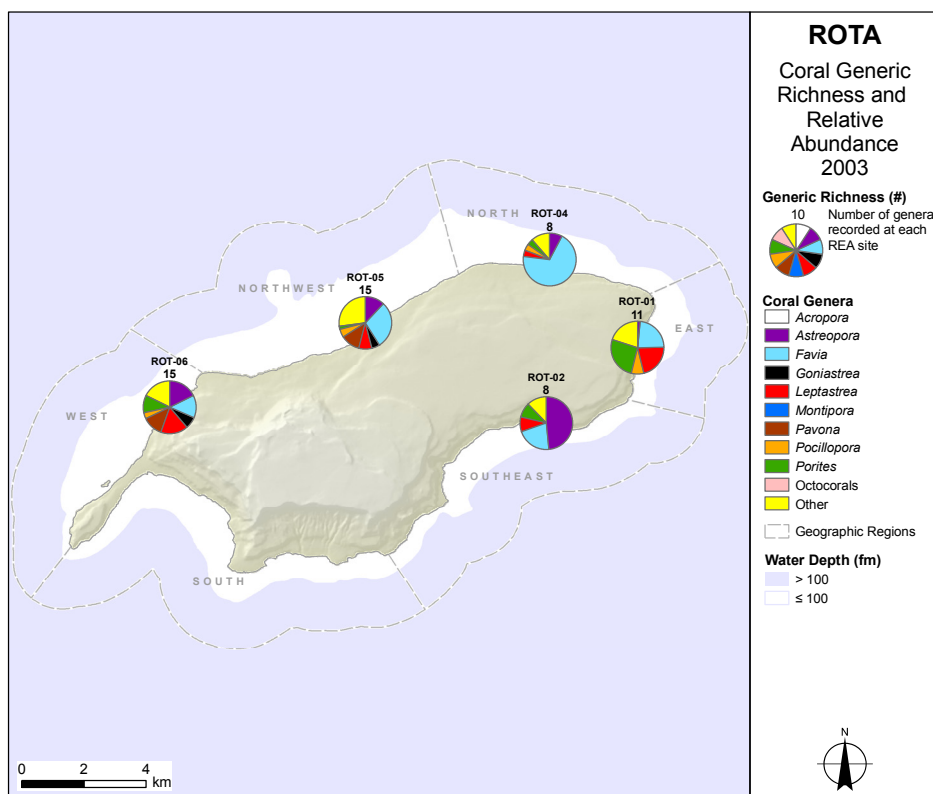 ROTA
Coral Generic
Richness and
Relative
Abundance
2003
Generic Richness (#)
10
Number of genera
recorded at each
REA site
Coral Genera
Acropora
Astreopora
Favia
Goniastrea
Leptastrea
Montipora
Pavona
Pocillopora
Porites
Octocorals
Other
Geographic Regions
Water Depth (fm)
> 100
≤ 100
N
NORTH
ROT-04
8
NORTHWEST
ROT-05
15
ROT-01
11
EAST
ROT-06
15
ROT-02
8
WEST
SOUTHEAST
SOUTH
0 2 4
km